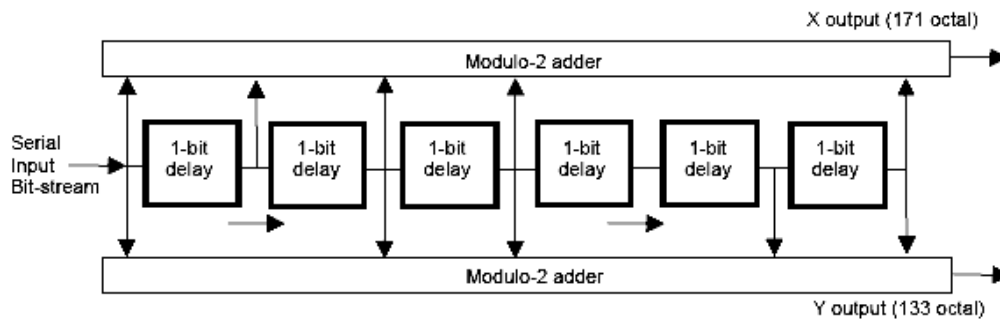 X output (171 octal)
Modulo-2 adder
Serial
Input
Bit-stream
1-bit
delay
1-bit
delay
1-bit
delay
1-bit
delay
1-bit
delay
1-bit
delay
Modulo-2 adder
Y output (133 octal)